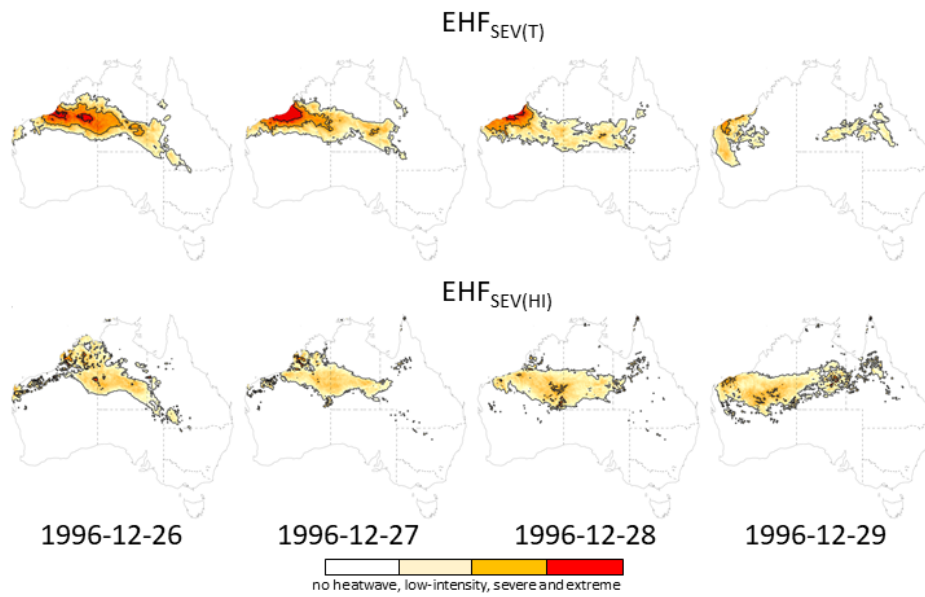 EHFSEV(T)
EHFSEV(HI)
1996-12-26 1996-12-27 1996-12-28 1996-12-29
no heatwave, low-intensity, severe and extreme